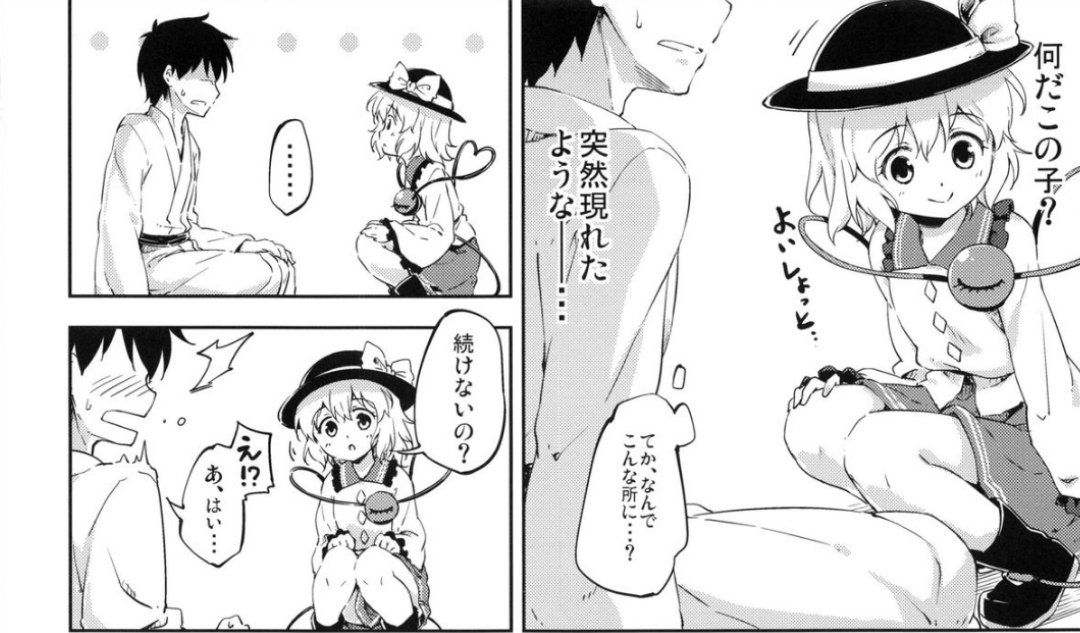 何だこの子?
よいしょっと…
突然現れた
ような――…
てか、なんで
こんな所に…?
……
続けないの?
え!?
あ、はい…